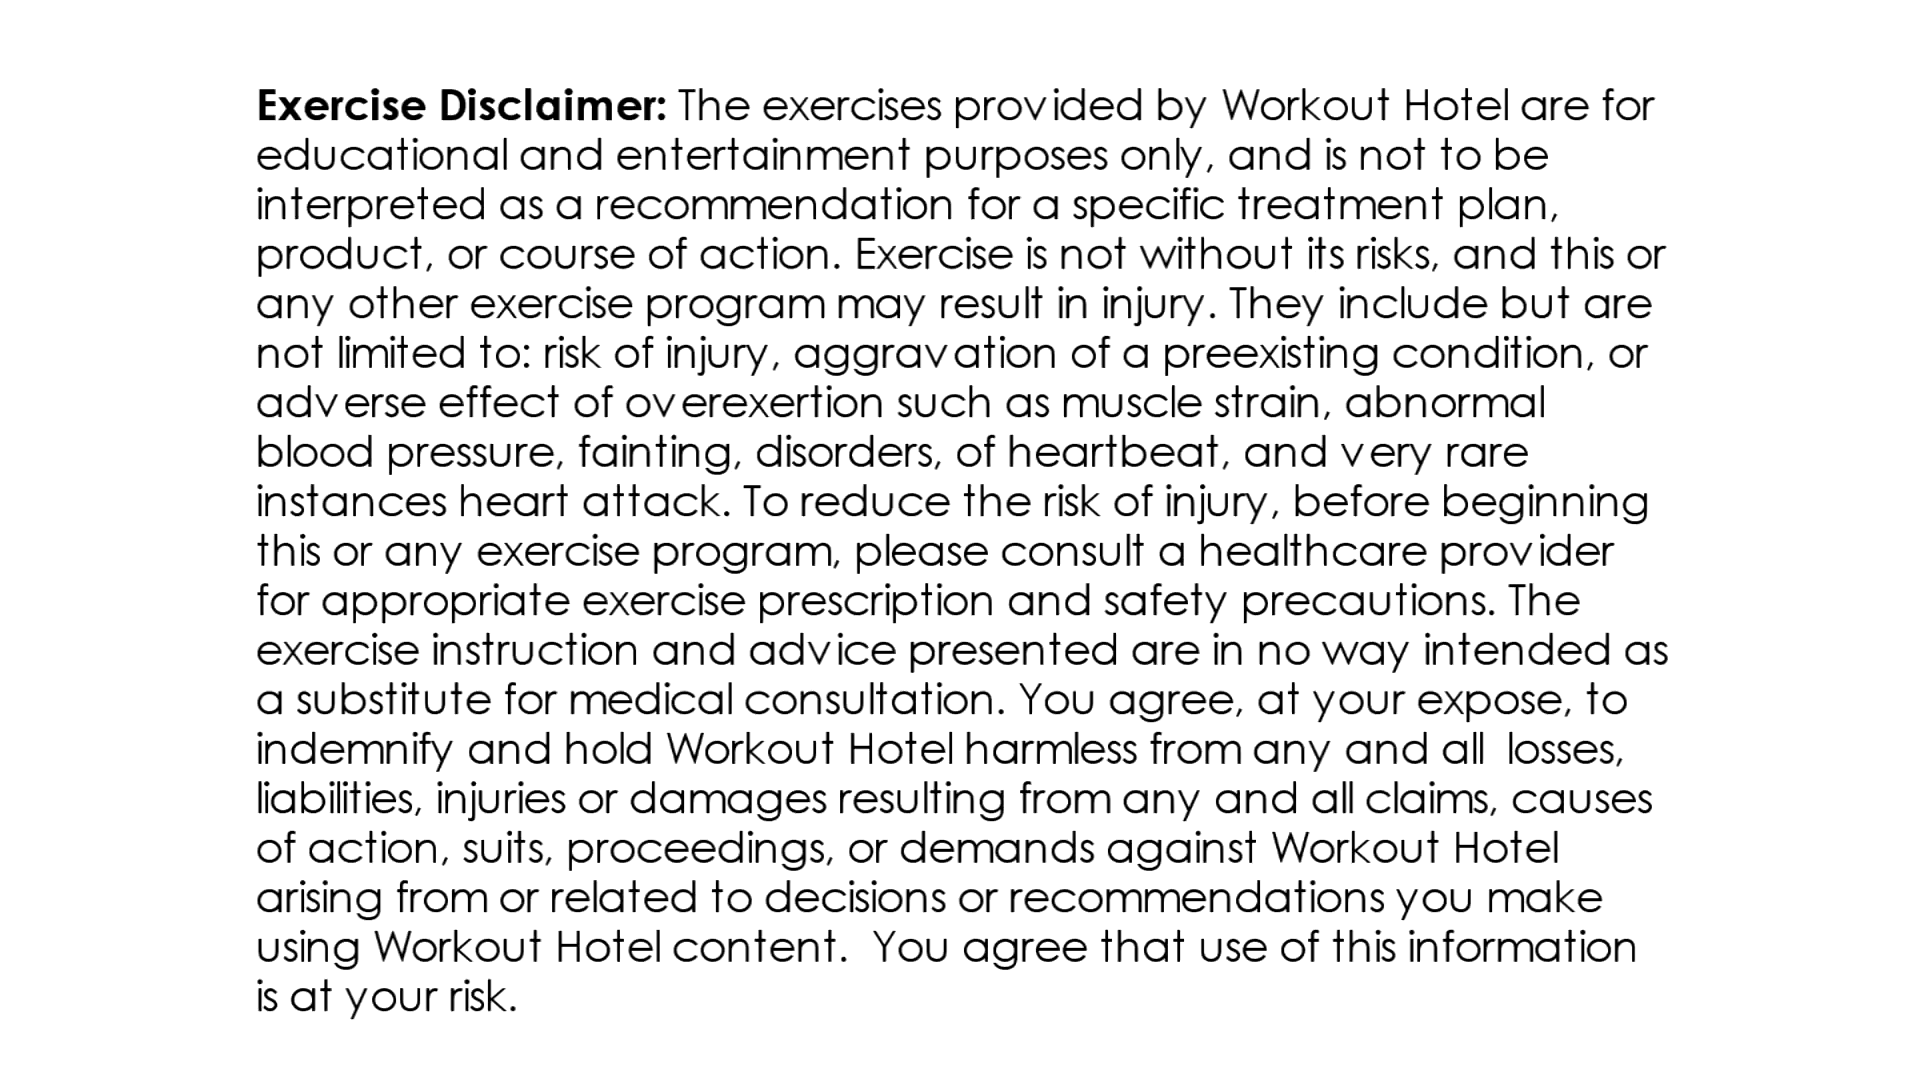 Exercise Disclaimer: The exercises provided by Workout Hotel are for
educational and entertainment purposes only, and is not to be
interpreted as a recommendation for a specific treatment plan,
product, or course of action. Exercise is not without its risks, and this or
any other exercise program may result in injury. They include but are
not limited to: risk of injury, aggravation of a preexisting condition, or
adverse effect of overexertion such as muscle strain, abnormal
blood pressure, fainting, disorders, of heartbeat, and very rare
instances heart attack. To reduce the risk of injury, before beginning
this or any exercise program, please consult a healthcare provider
for appropriate exercise prescription and safety precautions. The
exercise instruction and advice presented are in no way intended as
a substitute for medical consultation. You agree, at your expose, to
indemnify and hold Workout Hotel harmless from any and all  losses,
liabilities, injuries or damages resulting from any and all claims, causes
of action, suits, proceedings, or demands against Workout Hotel
arising from or related to decisions or recommendations you make
using Workout Hotel content.  You agree that use of this information
is at your risk.